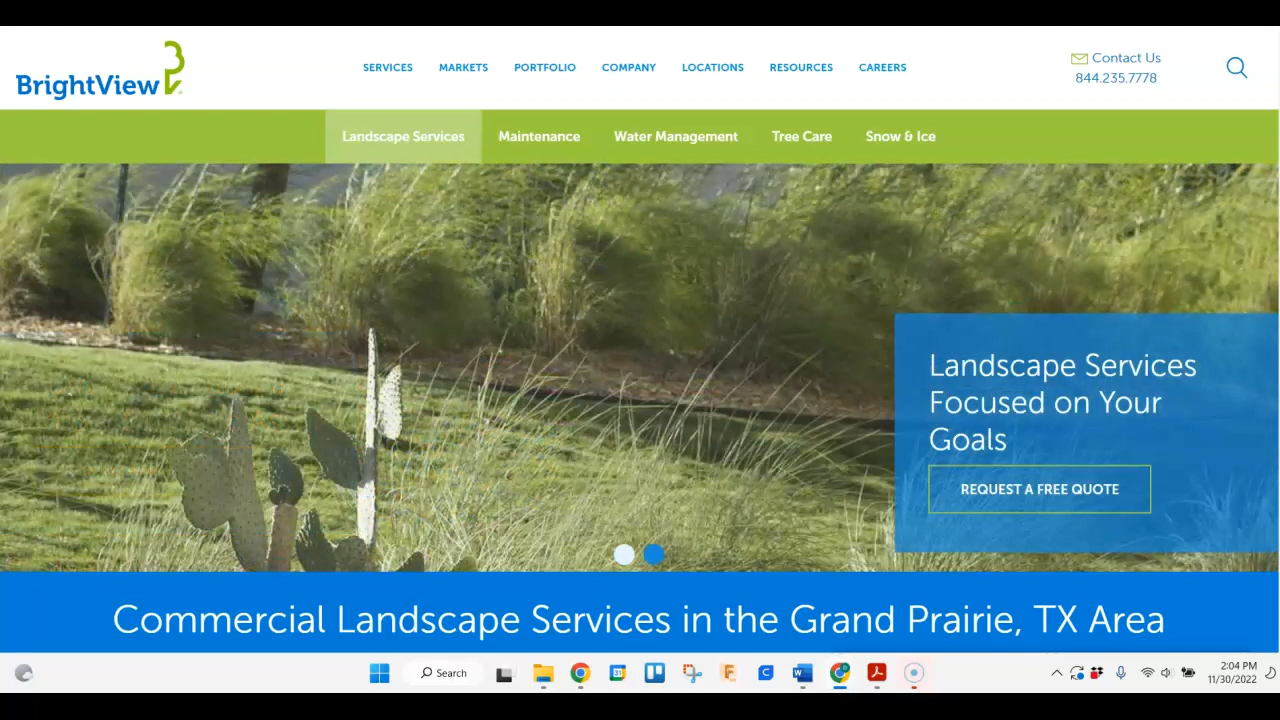 BrightView
SERVICES MARKETS PORTFOLIO COMPANY LOCATIONS RESOURCES CAREERS
Contact Us
844.235.7778
Landscape Services Maintenance Water Management Tree Care Snow & Ice
Landscape Services
Focused on Your
Goals
REQUEST A FREE QUOTE
Commercial Landscape Services in the Grand Prairie, TX Area
Search
2:04 PM
11/30/2022